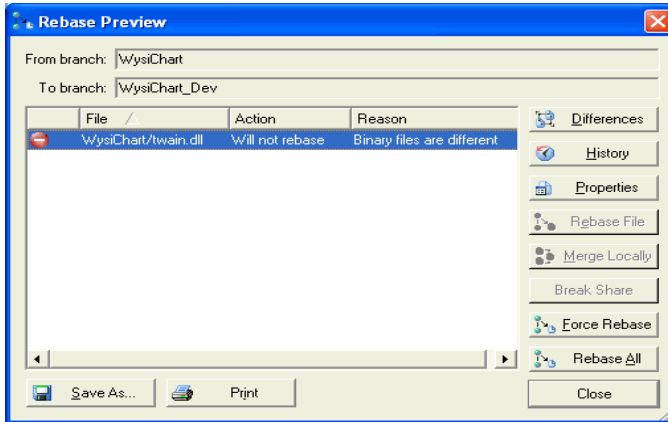 Rebase Preview
From branch: WysiChart
To branch: WysiChart_Dev
File Action Reason
WysiChart/twain.dll Will not rebase Binary files are different
Differences
History
Properties
Rebase File
Merge Locally
Break Share
Force Rebase
Rebase All
Save As... Print Close